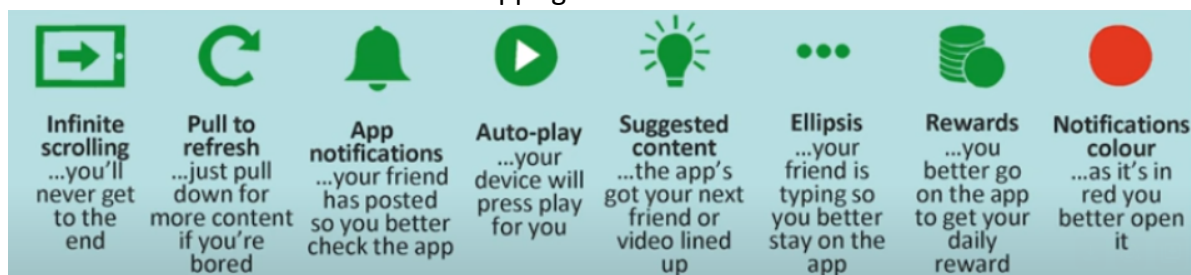 Infinite
scrolling
...you'll
never get
to the
end
Pull to
refresh
...just pull
down for
more content
if you're
bored
App
notifications
...your friend
has posted
so you better
check the app
Auto-play
...your
device will
press play
for you
Suggested
content
...the app's
got your next
friend or
video lined
up
Ellipsis
...your
friend is
typing so
you better
stay on the
app
Rewards
...you
better go
on the app
to get your
daily
reward
Notifications
colour
...as it's in
red you
better open
it